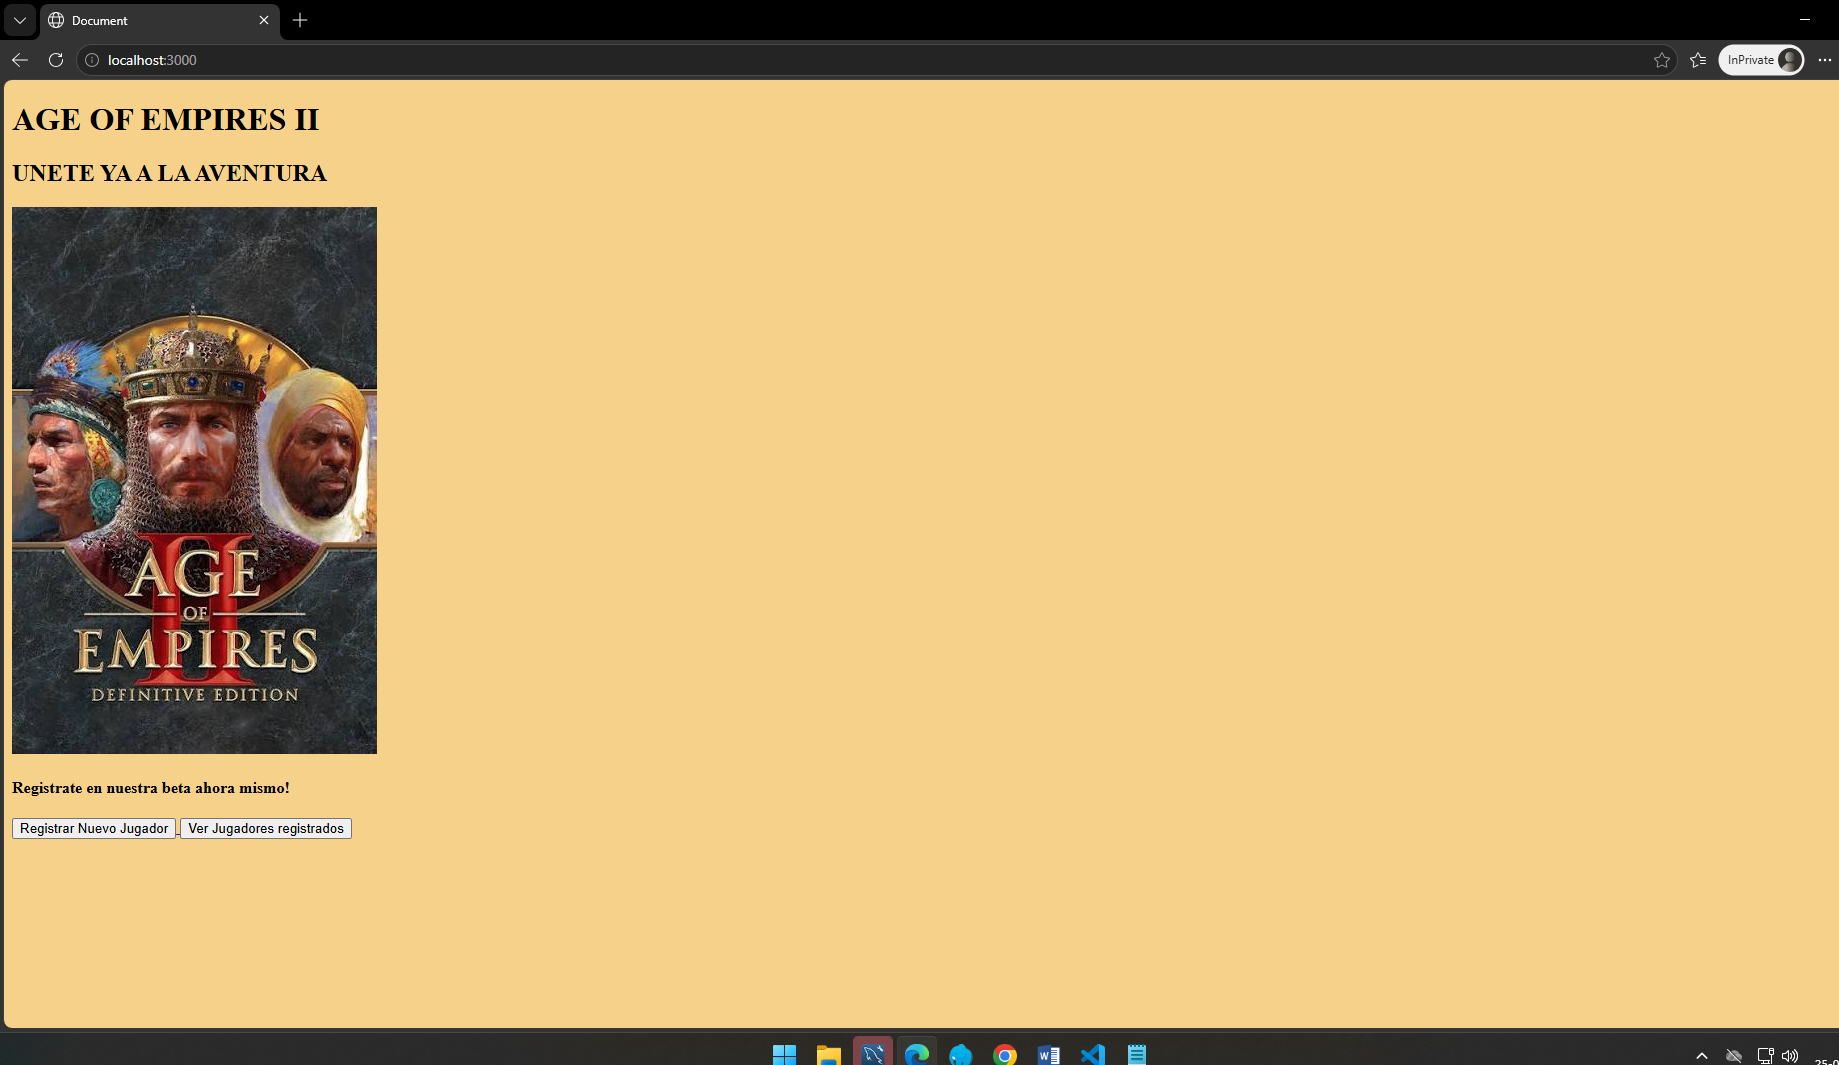 Document
localhost:3000
InPrivate
AGE OF EMPIRES II
UNETE YA A LA AVENTURA
AGE
II
OF
EMPIRES
DEFINITIVE EDITION
Registrate en nuestra beta ahora mismo!
Registrar Nuevo Jugador Ver Jugadores registrados